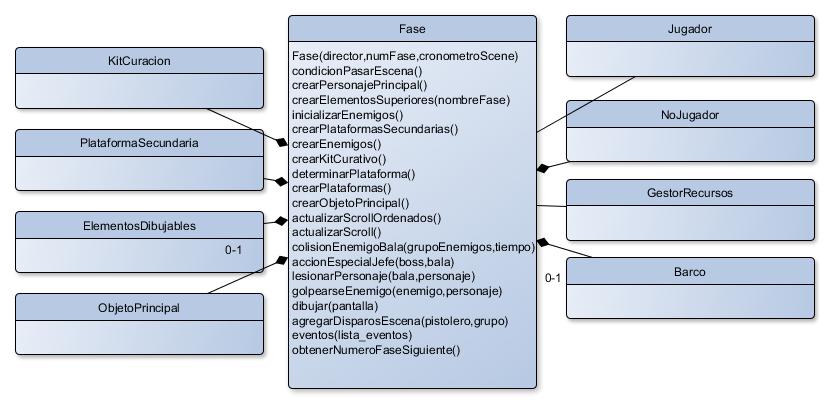 KitCuracion
PlataformaSecundaria
ElementosDibujables
0-1
ObjetoPrincipal
Fase
Fase(director,numFase,cronometroScene)
condicionPasarEscena()
crearPersonajePrincipal()
crearElementosSuperiores(nombreFase)
inicializarEnemigos()
crearPlataformasSecundarias()
crearEnemigos()
crearKitCurativo()
determinarPlataforma()
crearPlataformas()
crearObjetoPrincipal()
actualizarScrollOrdenados()
actualizarScroll()
colisionEnemigoBala(grupoEnemigos,tiempo)
accionEspecialJefe(boss,bala)
lesionarPersonaje(bala,personaje)
golpearseEnemigo(enemigo,personaje)
dibujar(pantalla)
agregarDisparosEscena(pistolero,grupo)
eventos(lista_eventos)
obtenerNumeroFaseSiguiente()
Jugador
NoJugador
GestorRecursos
Barco
0-1